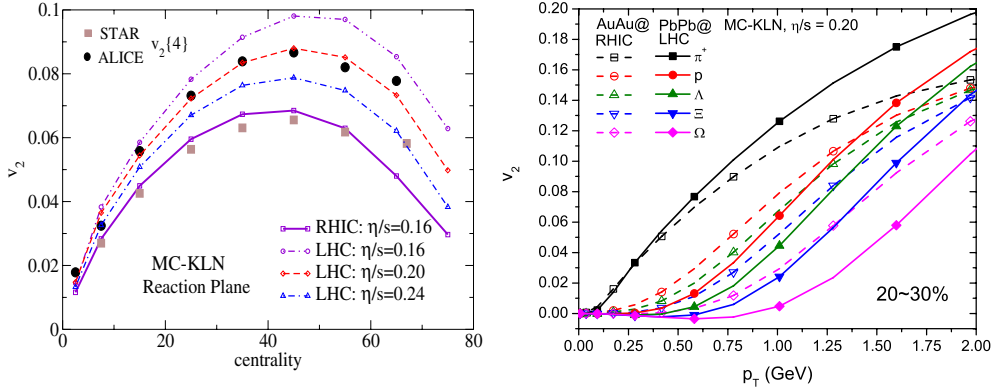 STAR
ALICE v₂{4}
0.1
0.08
0.06
0.04
0.02
0
v₂
RHIC: η/s=0.16
LHC: η/s=0.16
LHC: η/s=0.20
LHC: η/s=0.24
MC-KLN
Reaction Plane
0 20 40 60 80
centrality
AuAu@ PbPb@ MC-KLN, η/s = 0.20
RHIC LHC
π⁺
p
Λ
Ξ
Ω
0.20
0.18
0.16
0.14
0.12
0.10
0.08
0.06
0.04
0.02
0.00
v₂
20~30%
0.00 0.25 0.50 0.75 1.00 1.25 1.50 1.75 2.00
p_T (GeV)